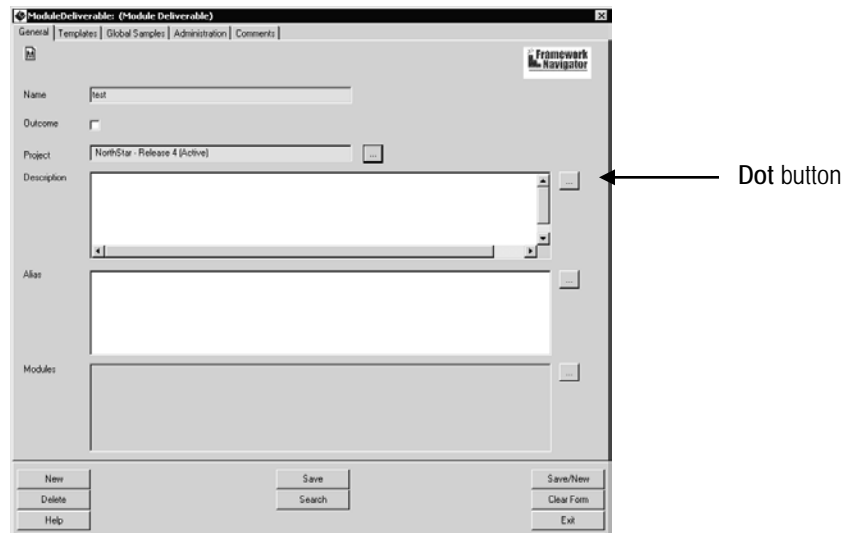 ModuleDeliverable: (Module Deliverable)
General Templates Global Samples Administration Comments
Framework
Navigator
Name test
Outcome
Project NorthStar - Release 4 (Active) ...
Description ...
Dot button
Alias ...
Modules ...
New Save Save/New
Delete Search Clear Form
Help Exit